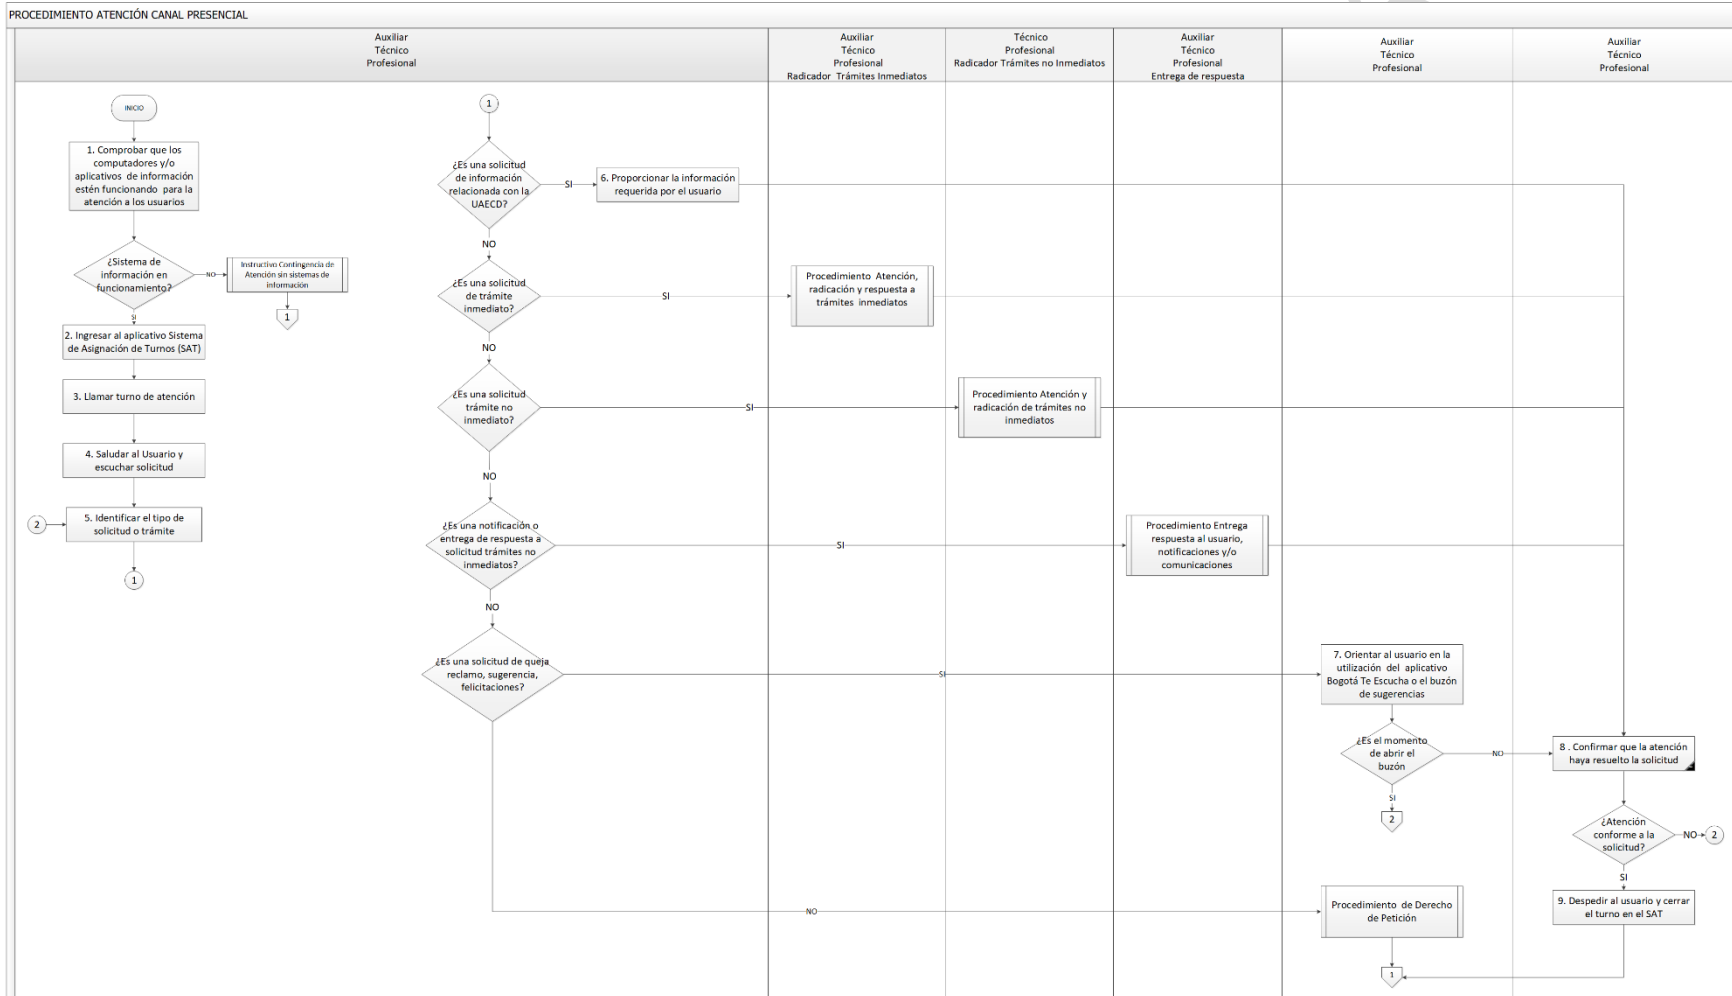 PROCEDIMIENTO ATENCIÓN CANAL PRESENCIAL
Auxiliar
Técnico
Profesional
Auxiliar
Técnico
Profesional
Radicador Trámites Inmediatos
Técnico
Profesional
Radicador Trámites no Inmediatos
Auxiliar
Técnico
Profesional
Entrega de respuesta
Auxiliar
Técnico
Profesional
Auxiliar
Técnico
Profesional
INICIO
1. Comprobar que los
computadores y/o
aplicativos de información
estén funcionando para la
atención a los usuarios
¿Sistema de
información en
funcionamiento?
NO
Instructivo Contingencia de
Atención sin sistemas de
información
1
SI
2. Ingresar al aplicativo Sistema
de Asignación de Turnos (SAT)
3. Llamar turno de atención
4. Saludar al Usuario y
escuchar solicitud
2
5. Identificar el tipo de
solicitud o trámite
1
1
¿Es una solicitud
de información
relacionada con la
UAECD?
SI
6. Proporcionar la información
requerida por el usuario
NO
¿Es una solicitud
de trámite
inmediato?
SI
Procedimiento Atención,
radicación y respuesta a
trámites inmediatos
NO
¿Es una solicitud
trámite no
inmediato?
SI
Procedimiento Atención y
radicación de trámites no
inmediatos
NO
¿Es una notificación o
entrega de respuesta a
solicitud trámites no
inmediatos?
SI
Procedimiento Entrega
respuesta al usuario,
notificaciones y/o
comunicaciones
NO
¿Es una solicitud de queja
reclamo, sugerencia,
felicitaciones?
SI
7. Orientar al usuario en la
utilización del aplicativo
Bogotá Te Escucha o el buzón
de sugerencias
¿Es el momento
de abrir el
buzón
NO
SI
2
8 . Confirmar que la atención
haya resuelto la solicitud
¿Atención
conforme a la
solicitud?
NO
2
SI
9. Despedir al usuario y cerrar
el turno en el SAT
NO
Procedimiento de Derecho
de Petición
1